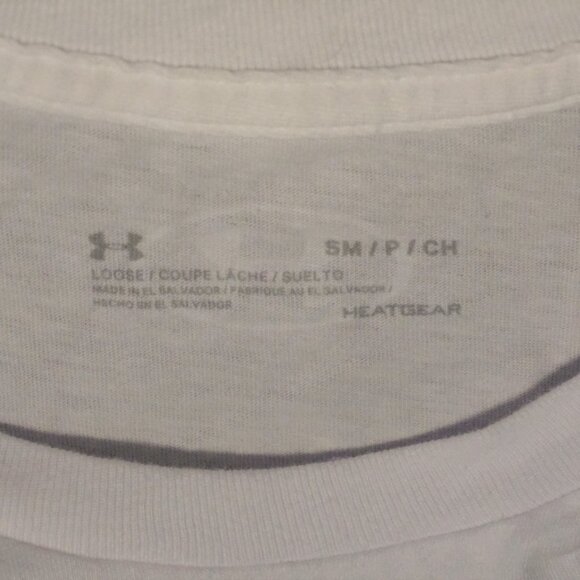 SM / P / CH
LOOSE / COUPE LÂCHE / SUELTO
MADE IN EL SALVADOR / FABRIQUÉ AU EL SALVADOR /
HECHO EN EL SALVADOR
HEATGEAR